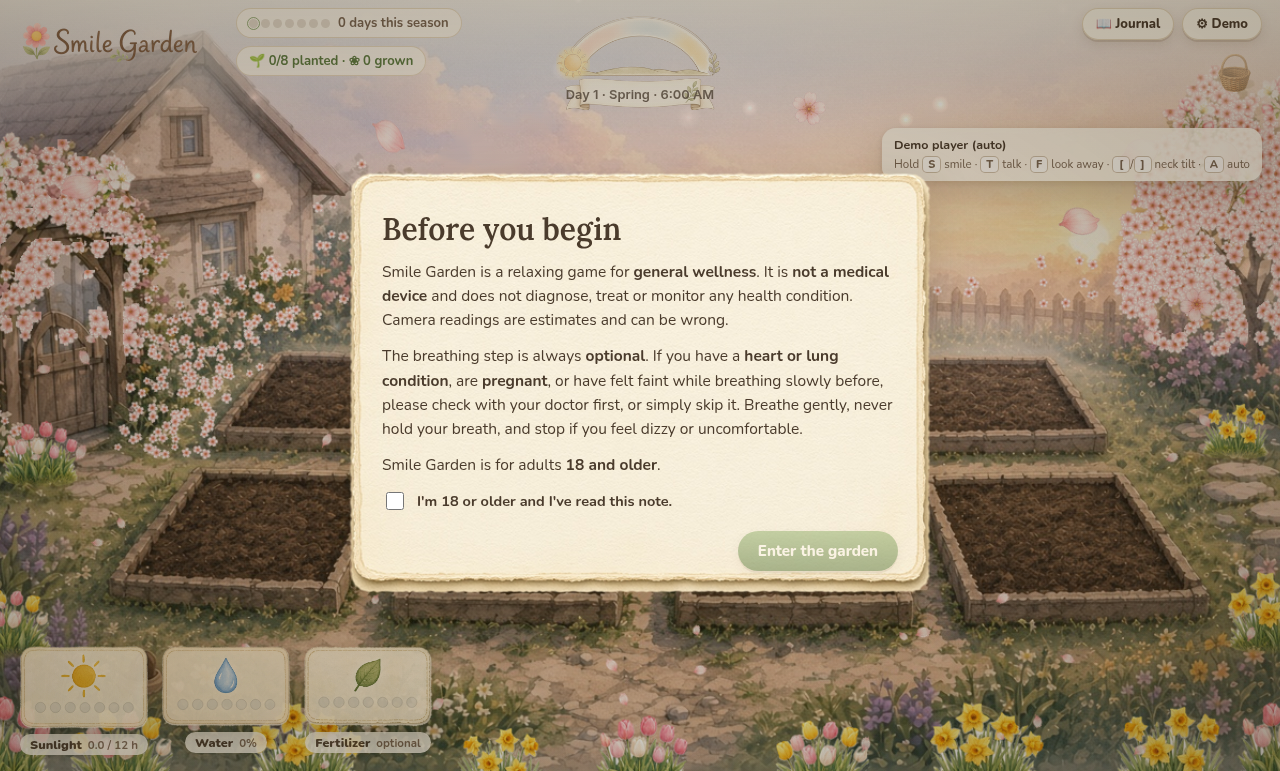 Smile Garden
0 days this season
🌱 0/8 planted · ❀ 0 grown
Day 1 · Spring · 6:00 AM
📖 Journal
⚙ Demo
Demo player (auto)
Hold S smile · T talk · F look away · [ / ] neck tilt · A auto
Before you begin
Smile Garden is a relaxing game for general wellness. It is not a medical
device and does not diagnose, treat or monitor any health condition.
Camera readings are estimates and can be wrong.
The breathing step is always optional. If you have a heart or lung
condition, are pregnant, or have felt faint while breathing slowly before,
please check with your doctor first, or simply skip it. Breathe gently, never
hold your breath, and stop if you feel dizzy or uncomfortable.
Smile Garden is for adults 18 and older.
I'm 18 or older and I've read this note.
Enter the garden
Sunlight 0.0 / 12 h
Water 0%
Fertilizer optional